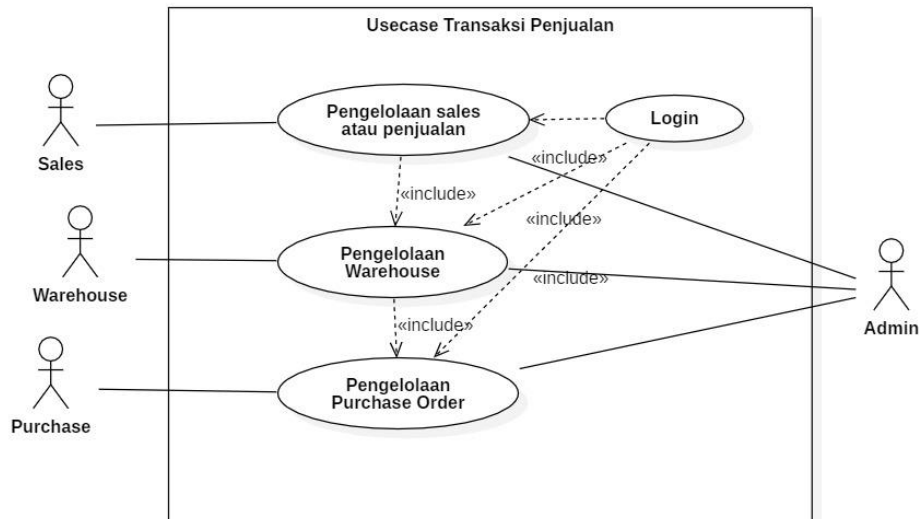 Usecase Transaksi Penjualan
Pengelolaan sales
atau penjualan
Login
Sales
«include»
«include»
«include»
Pengelolaan
Warehouse
Warehouse
«include»
Admin
«include»
Pengelolaan
Purchase Order
Purchase